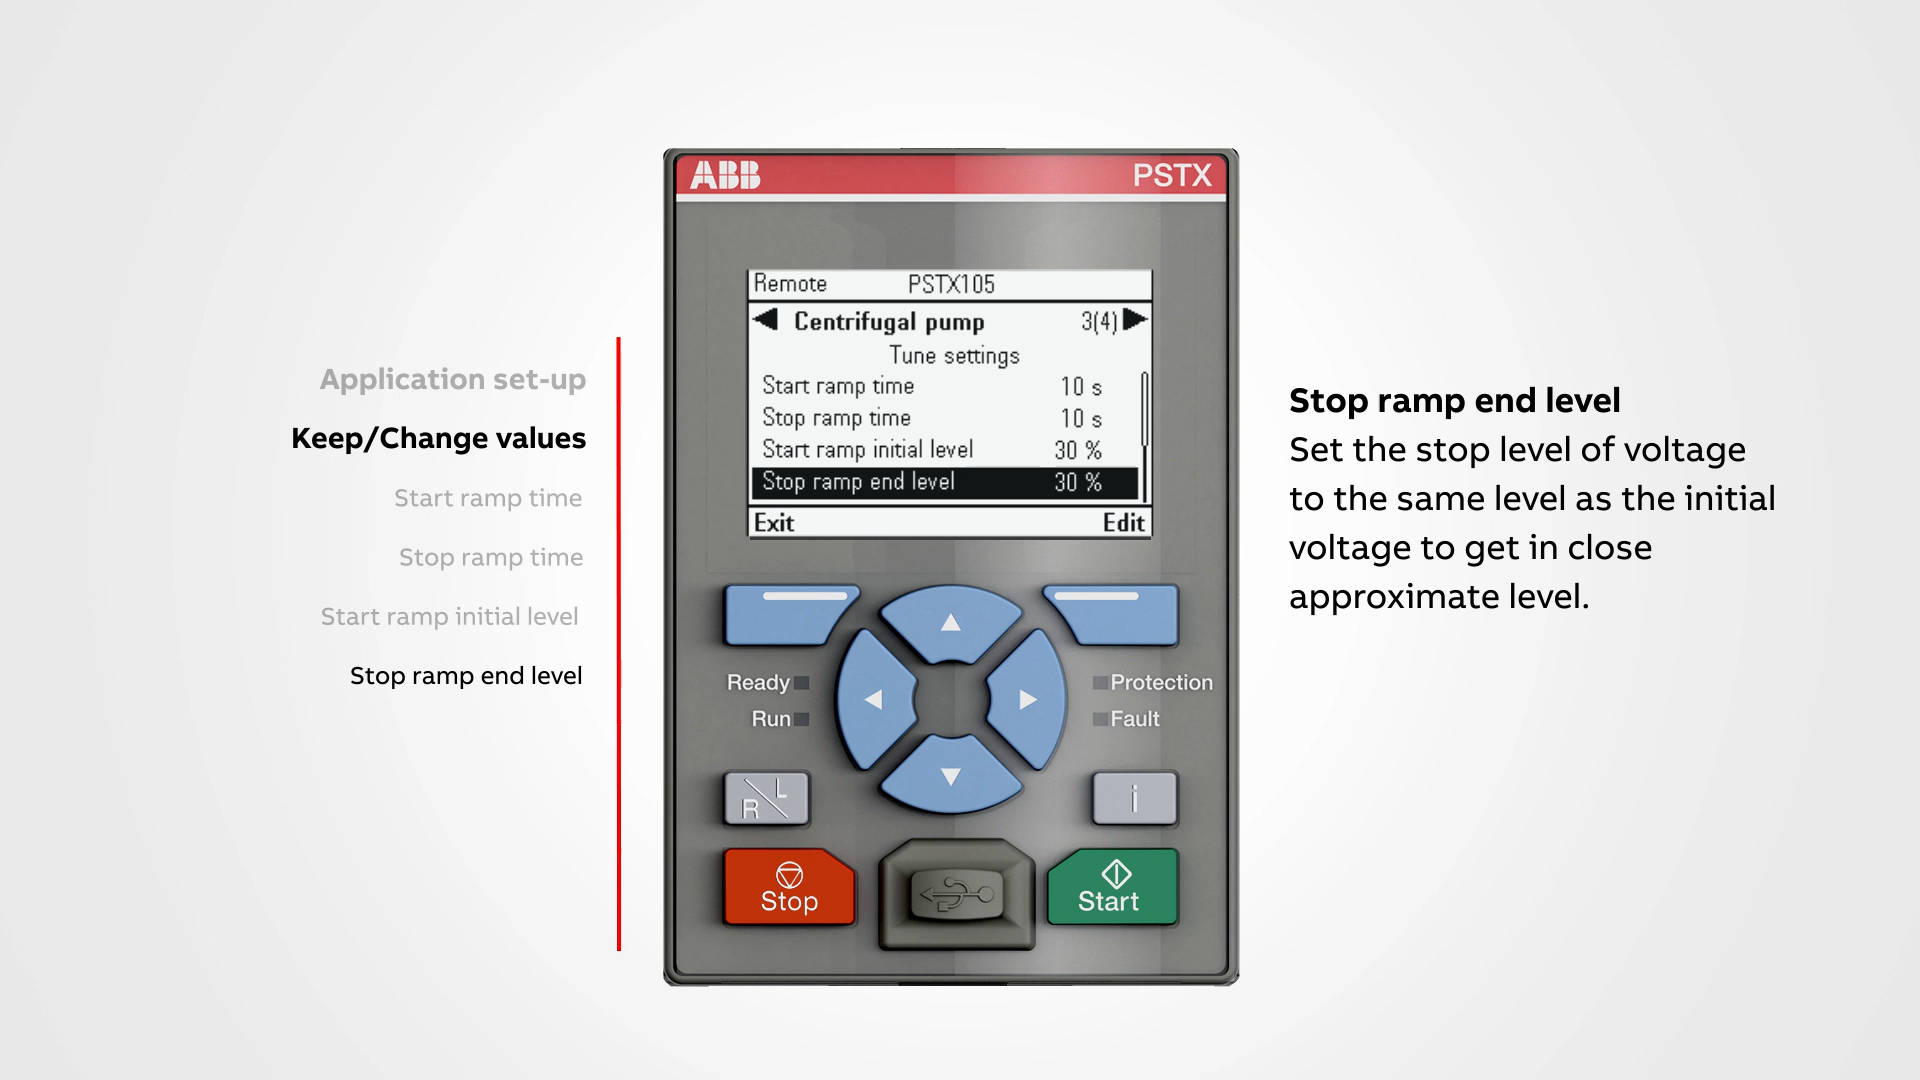 ABB PSTX
Remote PSTX105
Centrifugal pump 3(4)
Tune settings
Start ramp time 10 s
Stop ramp time 10 s
Start ramp initial level 30 %
Stop ramp end level 30 %
Exit Edit
Ready
Run
Protection
Fault
R L
i
Stop
Start
Application set-up
Keep/Change values
Start ramp time
Stop ramp time
Start ramp initial level
Stop ramp end level
Stop ramp end level
Set the stop level of voltage
to the same level as the initial
voltage to get in close
approximate level.